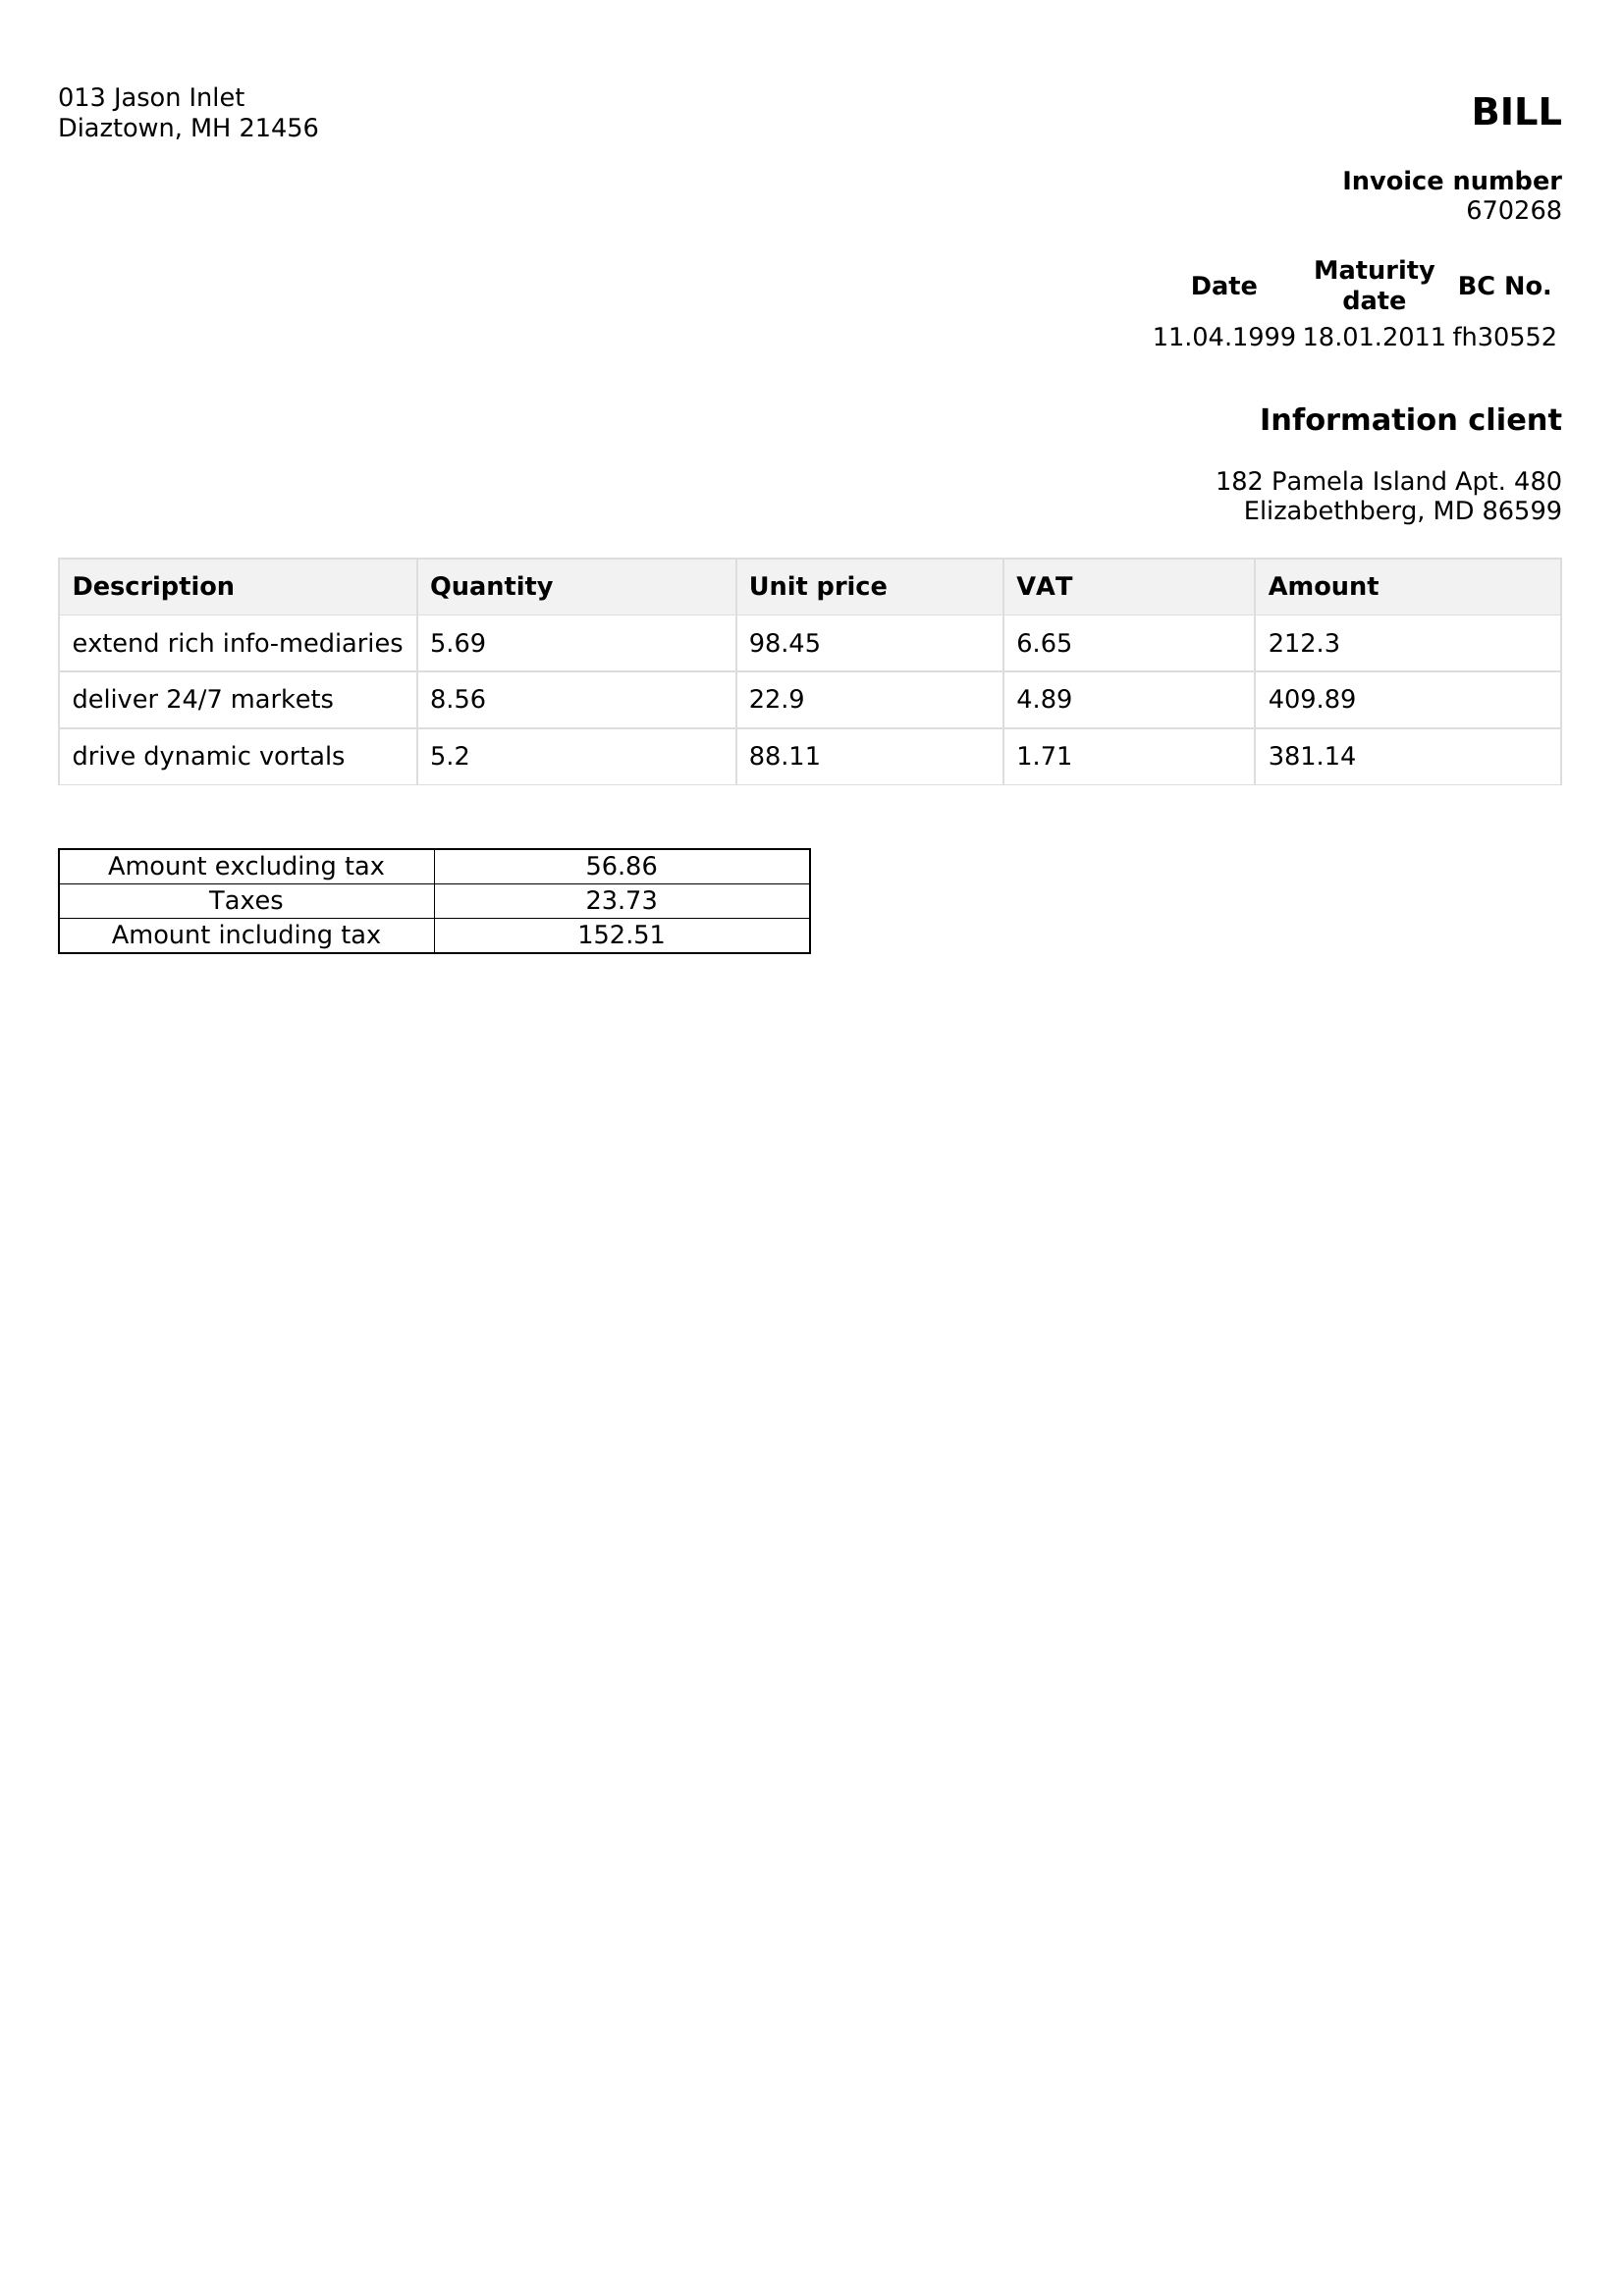 013 Jason Inlet
Diaztown, MH 21456
BILL
Invoice number
670268
Date Maturity date BC No.
11.04.1999 18.01.2011 fh30552
Information client
182 Pamela Island Apt. 480
Elizabethberg, MD 86599
Description Quantity Unit price VAT Amount
extend rich info-mediaries 5.69 98.45 6.65 212.3
deliver 24/7 markets 8.56 22.9 4.89 409.89
drive dynamic vortals 5.2 88.11 1.71 381.14
Amount excluding tax 56.86
Taxes 23.73
Amount including tax 152.51